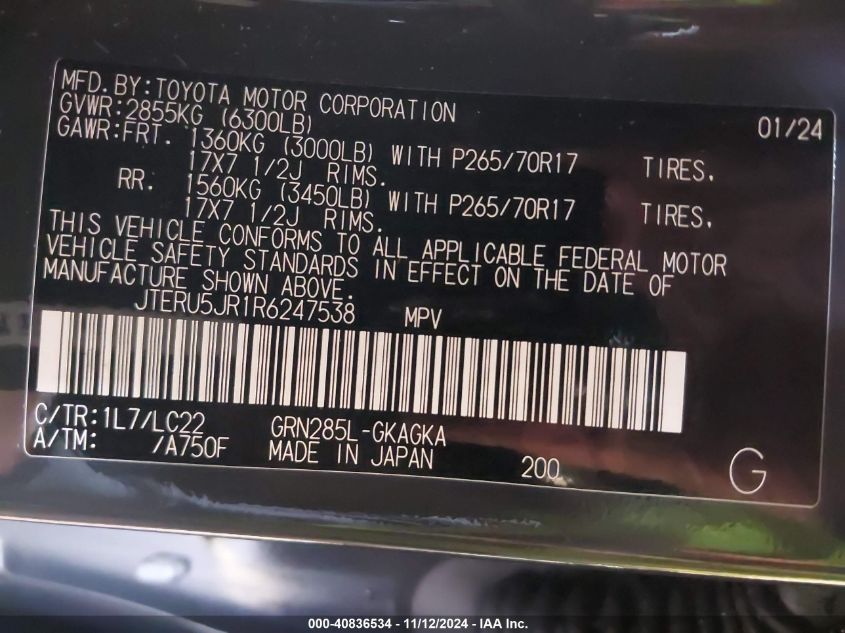 MFD.BY:TOYOTA MOTOR CORPORATION 01/24
GVWR:2855KG (6300LB)
GAWR:FRT. 1360KG (3000LB) WITH P265/70R17 TIRES.
17X7 1/2J RIMS.
RR. 1560KG (3450LB) WITH P265/70R17 TIRES.
17X7 1/2J RIMS.
THIS VEHICLE CONFORMS TO ALL APPLICABLE FEDERAL MOTOR
VEHICLE SAFETY STANDARDS IN EFFECT ON THE DATE OF
MANUFACTURE SHOWN ABOVE.
JTERU5JR1R6247538 MPV
C/TR:1L7/LC22 GRN285L-GKAGKA
A/TM: /A750F MADE IN JAPAN 200 G
000-40836534 - 11/12/2024 - IAA Inc.